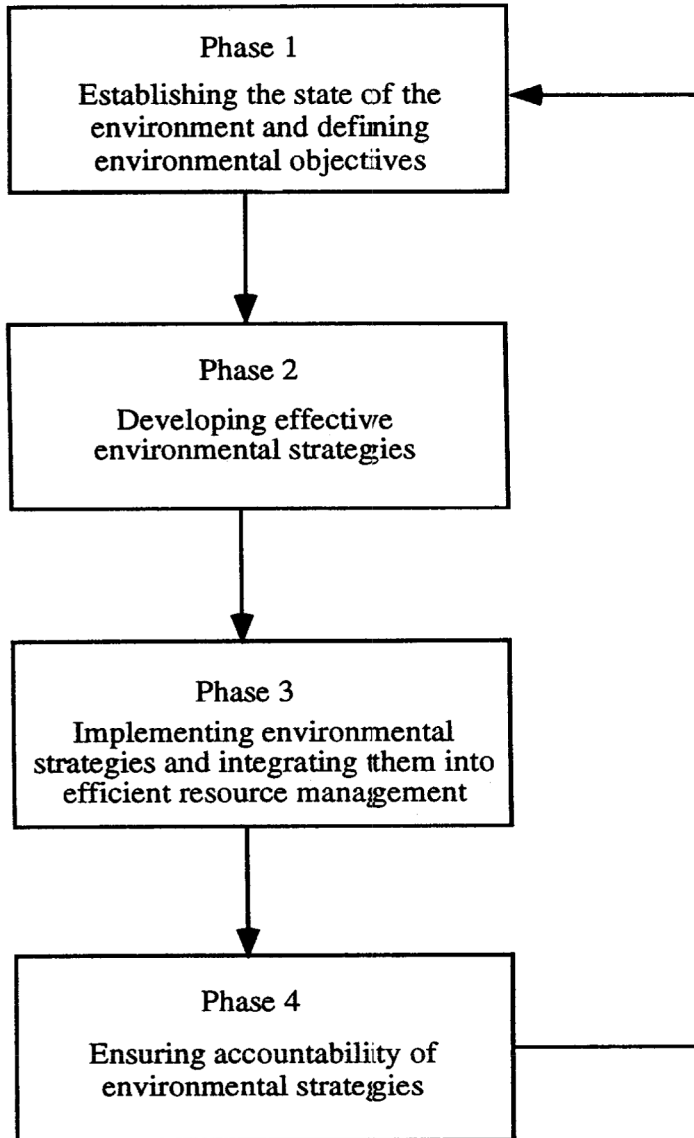 Phase 1
Establishing the state of the
environment and defining
environmental objectives
Phase 2
Developing effective
environmental strategies
Phase 3
Implementing environmental
strategies and integrating them into
efficient resource management
Phase 4
Ensuring accountability of
environmental strategies